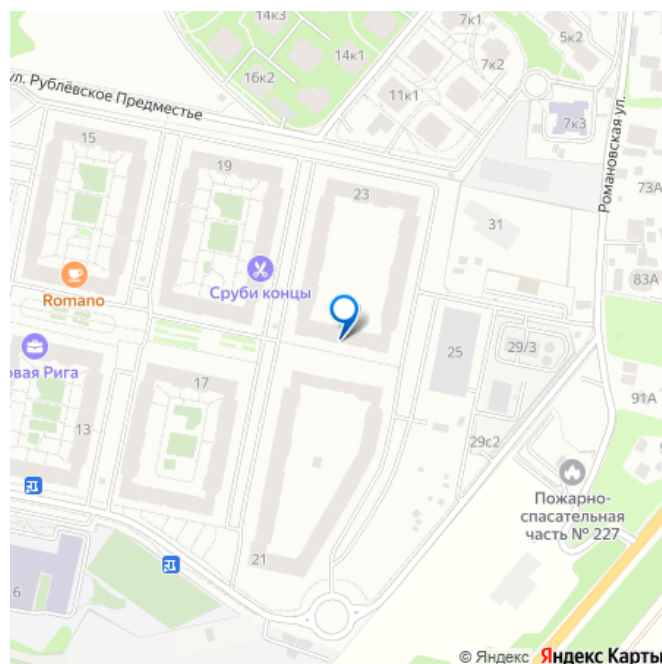 14к3
7к1
5к2
14к1
7к2
16к2
11к1
ул. Рублёвское Предместье
7к3
15
19
Романовская ул.
23
73А
31
Сруби концы
Romano
83А
овая Рига
25
29/3
17
91А
13
29с2
Пожарно-
спасательная
часть № 227
21
6
© Яндекс Яндекс Карты